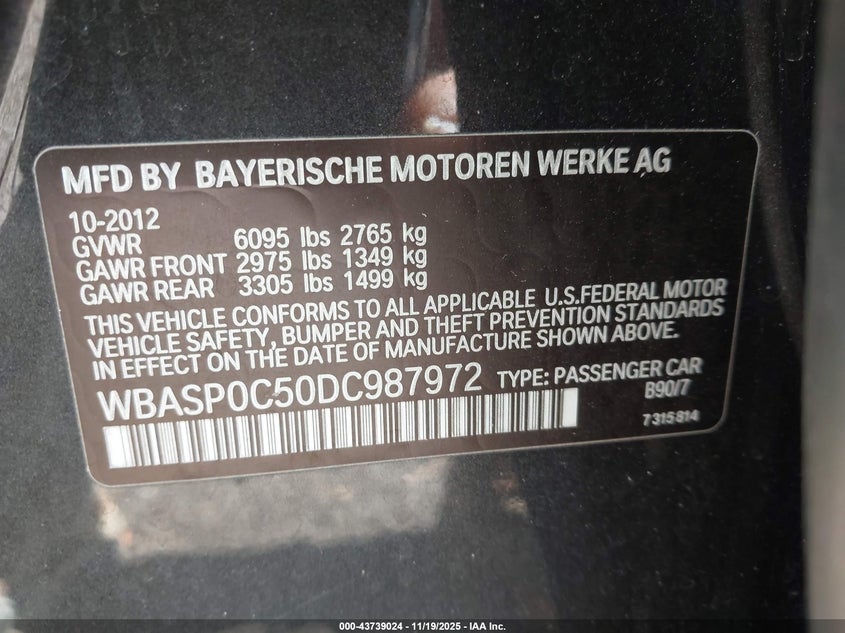 MFD BY BAYERISCHE MOTOREN WERKE AG
10-2012
GVWR 6095 lbs 2765 kg
GAWR FRONT 2975 lbs 1349 kg
GAWR REAR 3305 lbs 1499 kg
THIS VEHICLE CONFORMS TO ALL APPLICABLE U.S.FEDERAL MOTOR
VEHICLE SAFETY, BUMPER AND THEFT PREVENTION STANDARDS
IN EFFECT ON THE DATE OF MANUFACTURE SHOWN ABOVE.
WBASP0C50DC987972 TYPE: PASSENGER CAR
B90/7
7315814
000-43739024 - 11/19/2025 - IAA Inc.